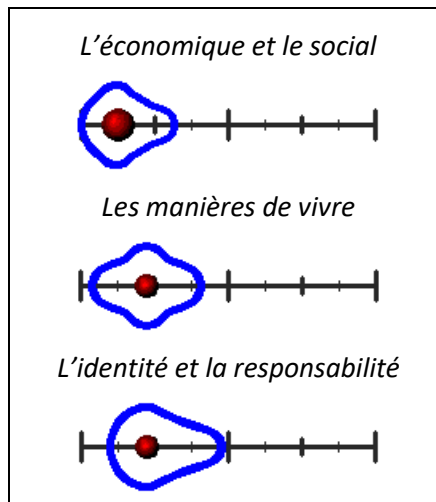 L’économique et le social
Les manières de vivre
L’identité et la responsabilité